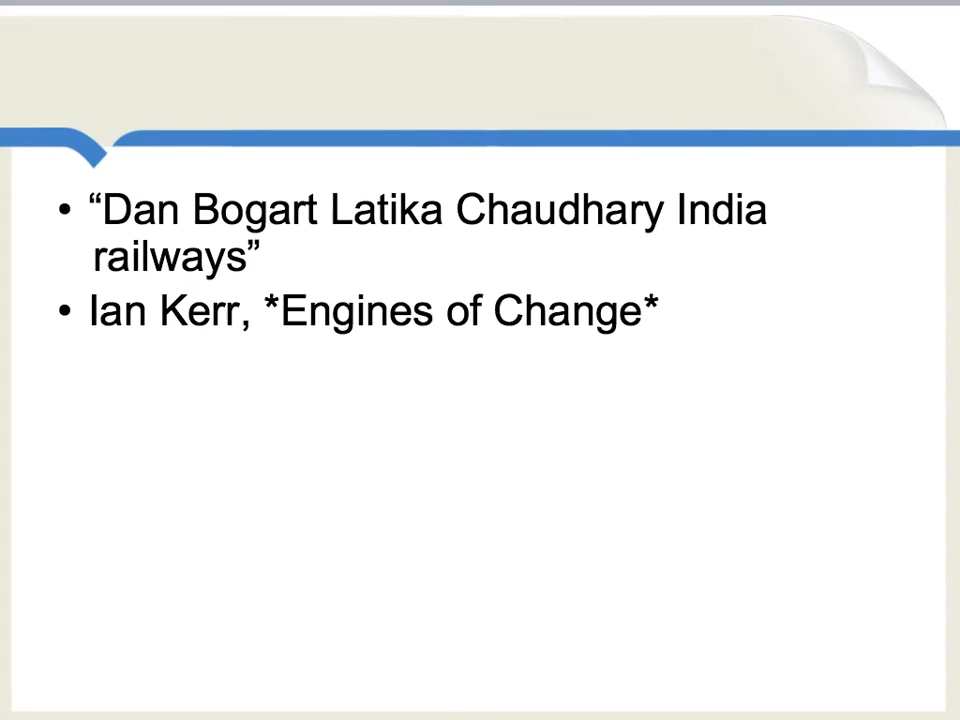 • “Dan Bogart Latika Chaudhary India
railways”
• Ian Kerr, *Engines of Change*